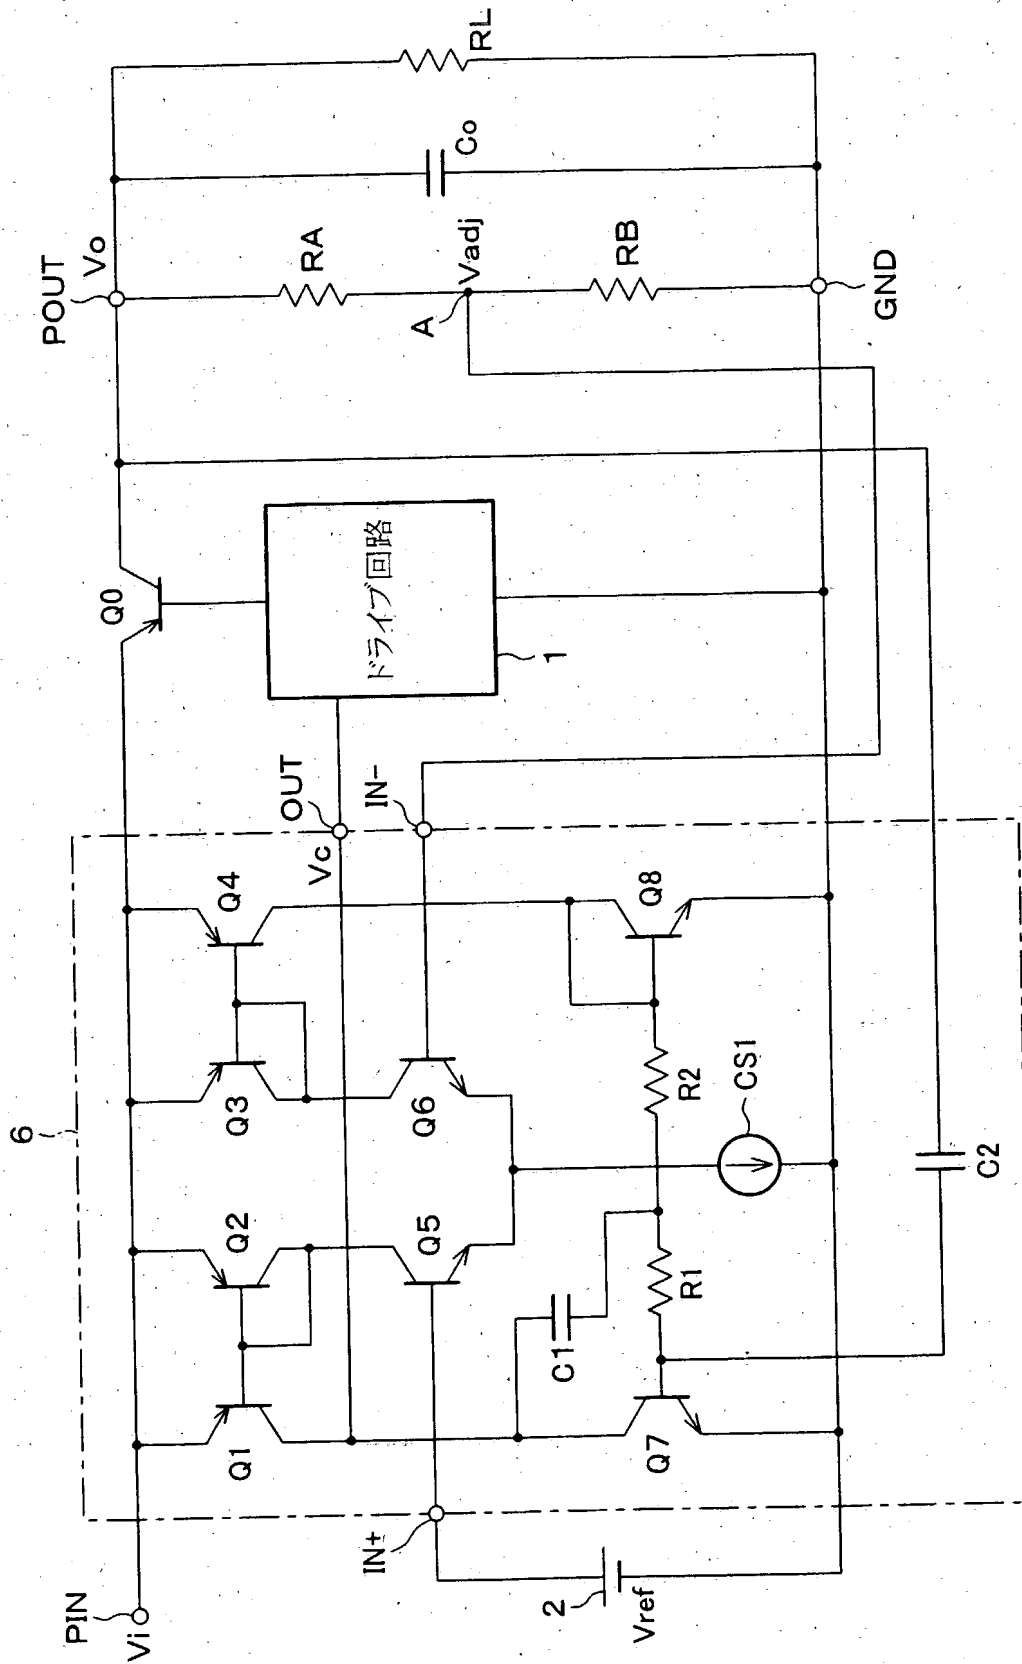 PIN
Vi
6
Q1
Q2
Q3
Q4
Q0
POUT
Vo
RA
RB
A
Vadj
Co
RL
OUT
Vc
IN-
ドライブ回路
1
Q5
Q6
IN+
2
Vref
C1
R1
R2
Q7
Q8
CS1
C2
GND